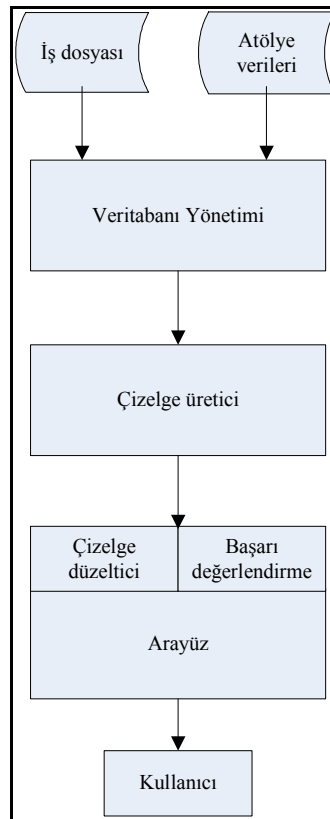 İş dosyası
Atölye
verileri
Veritabanı Yönetimi
Çizelge üretici
Çizelge
düzeltici
Başarı
değerlendirme
Arayüz
Kullanıcı